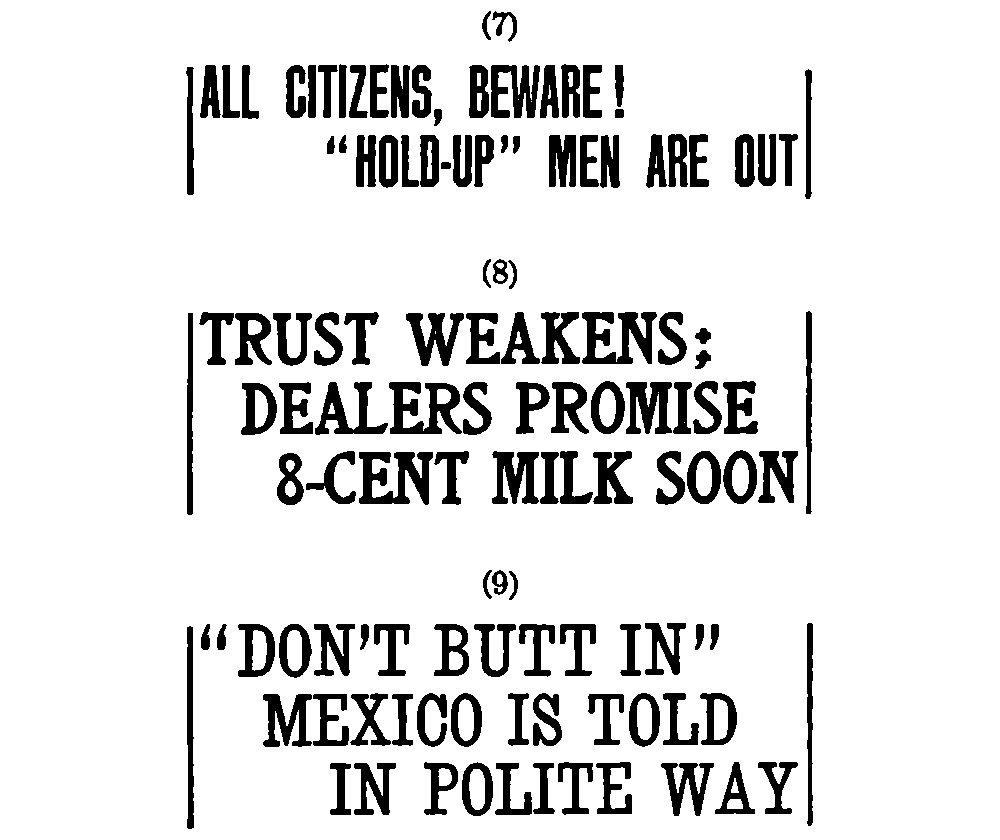 (7)
ALL CITIZENS, BEWARE!
"HOLD-UP" MEN ARE OUT
(8)
TRUST WEAKENS;
DEALERS PROMISE
8-CENT MILK SOON
(9)
"DON'T BUTT IN"
MEXICO IS TOLD
IN POLITE WAY